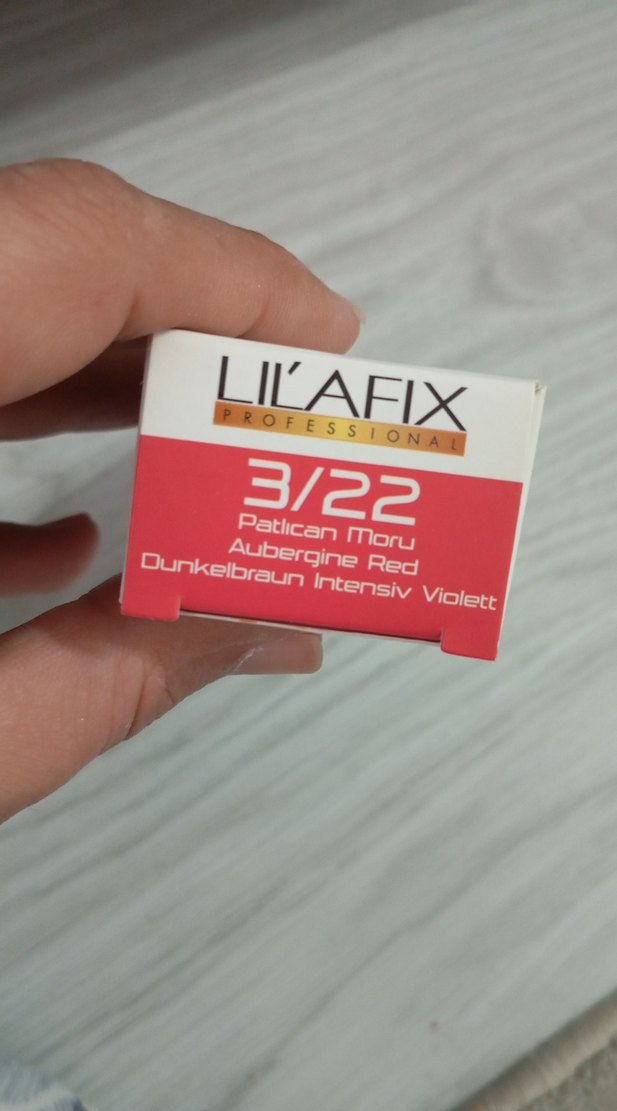 LIL'AFIX
PROFESSIONAL
3/22
Patlıcan Moru
Aubergine Red
Dunkelbraun Intensiv Violett